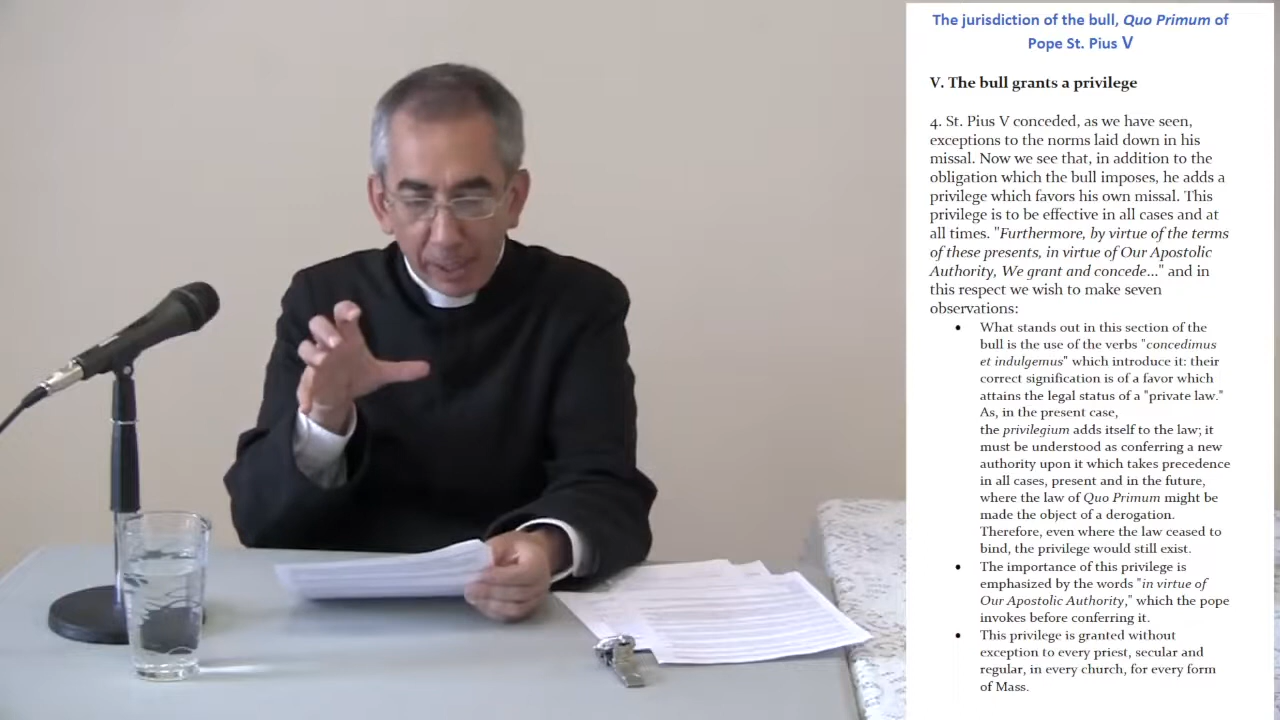 The jurisdiction of the bull, Quo Primum of
Pope St. Pius V
V. The bull grants a privilege
4. St. Pius V conceded, as we have seen,
exceptions to the norms laid down in his
missal. Now we see that, in addition to the
obligation which the bull imposes, he adds a
privilege which favors his own missal. This
privilege is to be effective in all cases and at
all times. "Furthermore, by virtue of the terms
of these presents, in virtue of Our Apostolic
Authority, We grant and concede..." and in
this respect we wish to make seven
observations:
• What stands out in this section of the
bull is the use of the verbs "concedimus
et indulgemus" which introduce it: their
correct signification is of a favor which
attains the legal status of a "private law."
As, in the present case,
the privilegium adds itself to the law; it
must be understood as conferring a new
authority upon it which takes precedence
in all cases, present and in the future,
where the law of Quo Primum might be
made the object of a derogation.
Therefore, even where the law ceased to
bind, the privilege would still exist.
• The importance of this privilege is
emphasized by the words "in virtue of
Our Apostolic Authority," which the pope
invokes before conferring it.
• This privilege is granted without
exception to every priest, secular and
regular, in every church, for every form
of Mass.